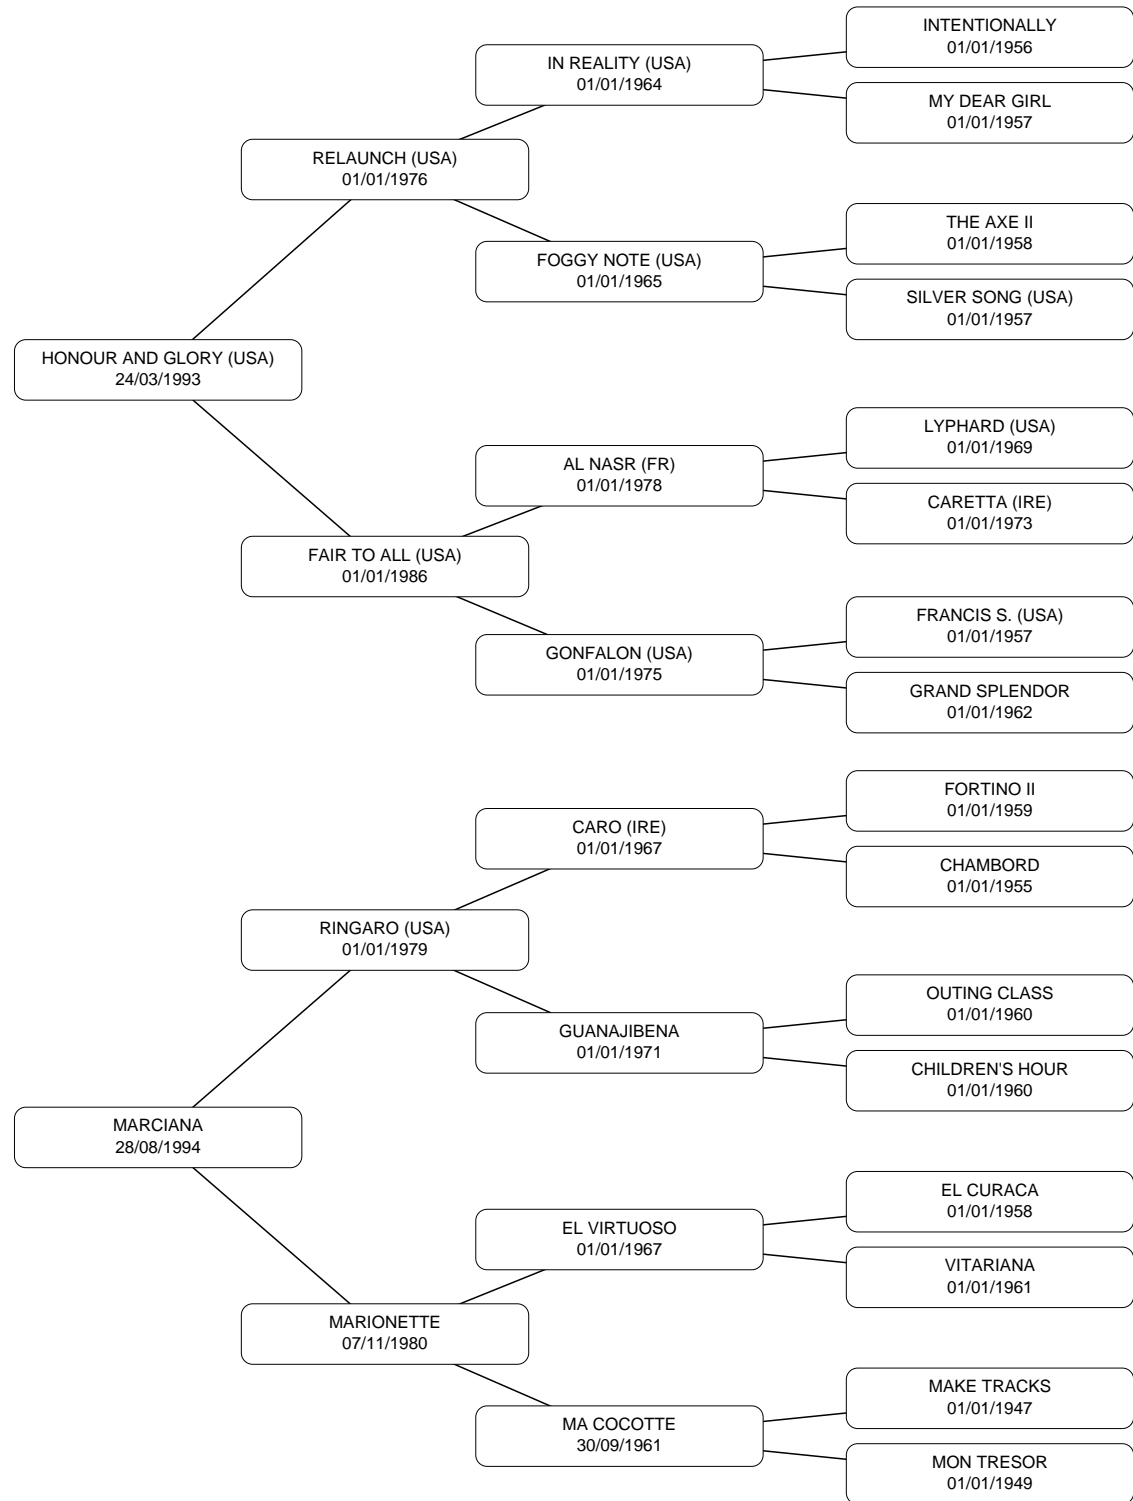 INTENTIONALLY
01/01/1956
IN REALITY (USA)
01/01/1964
MY DEAR GIRL
01/01/1957
RELAUNCH (USA)
01/01/1976
THE AXE II
01/01/1958
FOGGY NOTE (USA)
01/01/1965
SILVER SONG (USA)
01/01/1957
HONOUR AND GLORY (USA)
24/03/1993
LYPHARD (USA)
01/01/1969
AL NASR (FR)
01/01/1978
CARETTA (IRE)
01/01/1973
FAIR TO ALL (USA)
01/01/1986
FRANCIS S. (USA)
01/01/1957
GONFALON (USA)
01/01/1975
GRAND SPLENDOR
01/01/1962
FORTINO II
01/01/1959
CARO (IRE)
01/01/1967
CHAMBORD
01/01/1955
RINGARO (USA)
01/01/1979
OUTING CLASS
01/01/1960
GUANAJIBENA
01/01/1971
CHILDREN'S HOUR
01/01/1960
MARCIANA
28/08/1994
EL CURACA
01/01/1958
EL VIRTUOSO
01/01/1967
VITARIANA
01/01/1961
MARIONETTE
07/11/1980
MAKE TRACKS
01/01/1947
MA COCOTTE
30/09/1961
MON TRESOR
01/01/1949